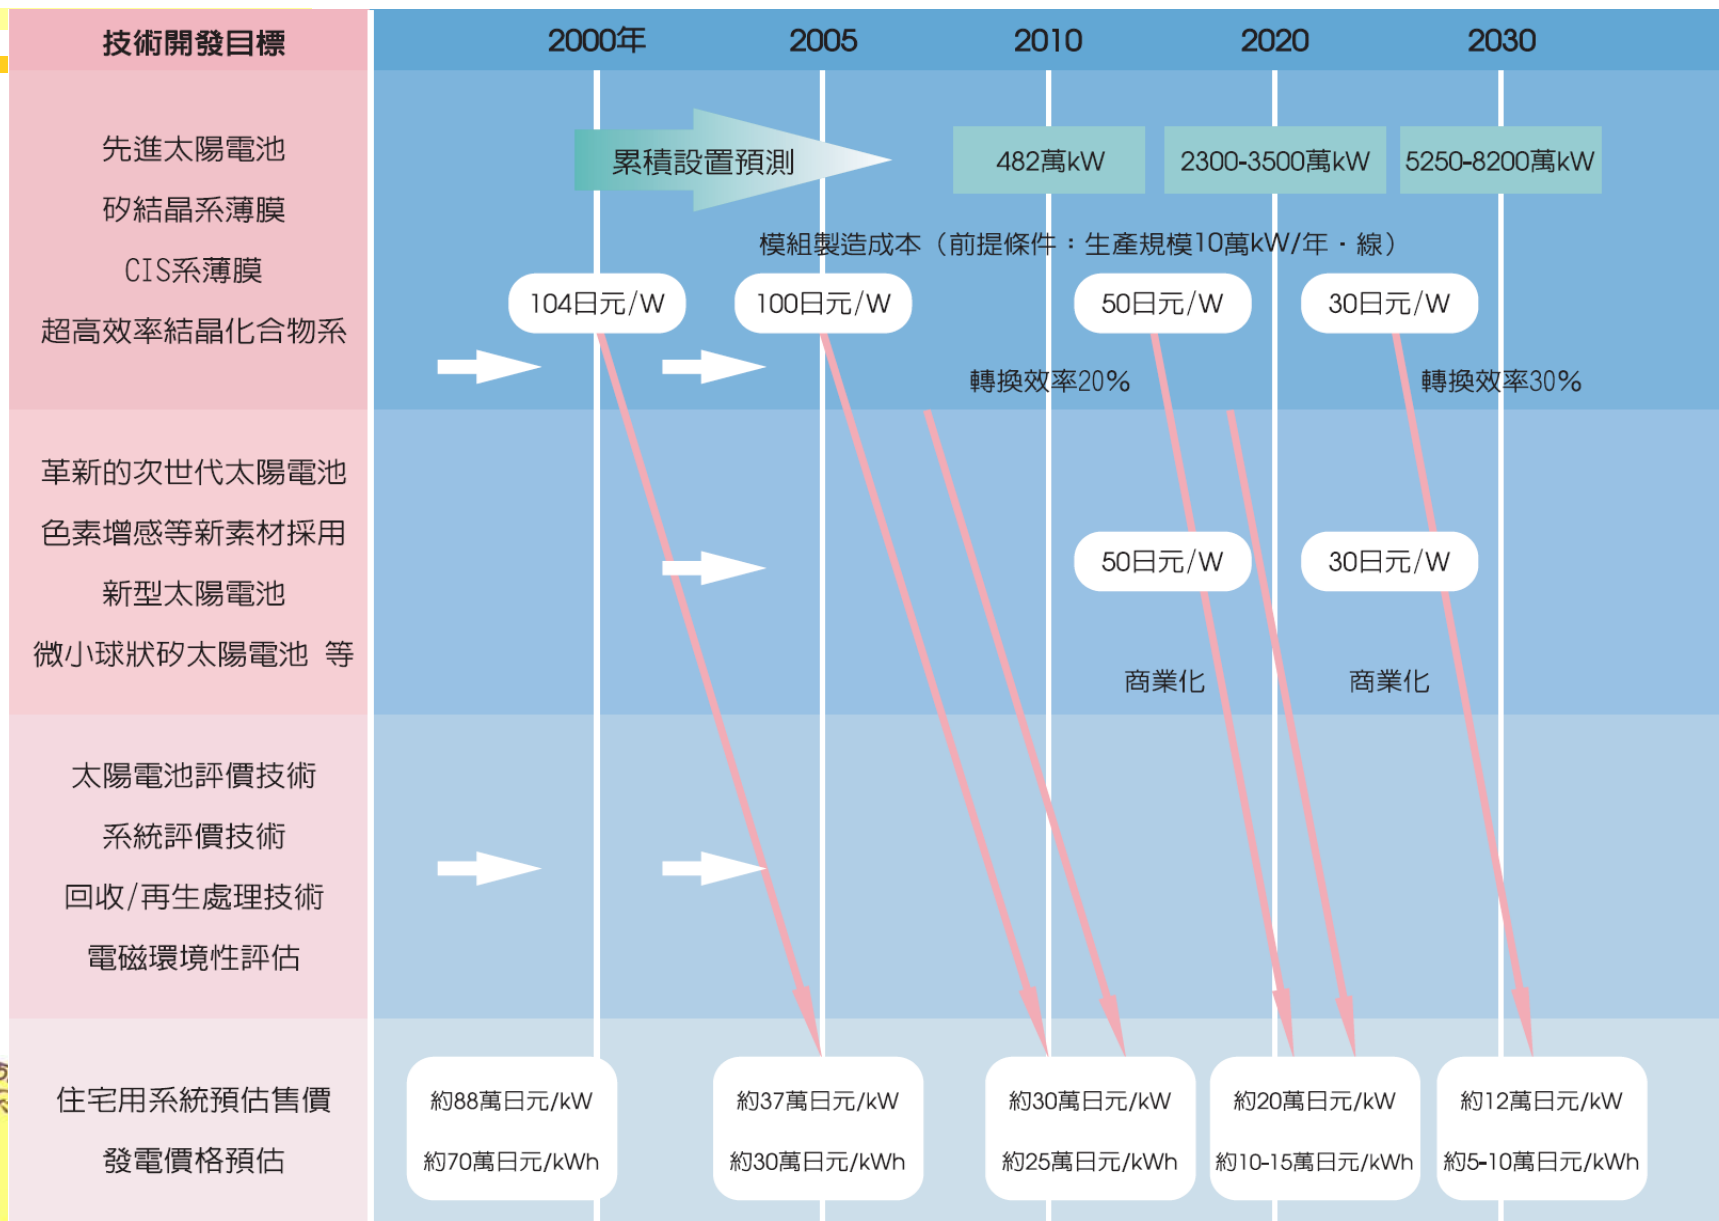 技術開發目標 2000年 2005 2010 2020 2030
先進太陽電池
矽結晶系薄膜
CIS系薄膜
超高效率結晶化合物系
累積設置預測 482萬kW 2300-3500萬kW 5250-8200萬kW
模組製造成本（前提條件：生產規模10萬kW/年．線）
104日元/W 100日元/W 50日元/W 30日元/W
轉換效率20% 轉換效率30%
革新的次世代太陽電池
色素增感等新素材採用
新型太陽電池
微小球狀矽太陽電池 等
50日元/W 30日元/W
商業化 商業化
太陽電池評價技術
系統評價技術
回收/再生處理技術
電磁環境性評估
住宅用系統預估售價 約88萬日元/kW 約37萬日元/kW 約30萬日元/kW 約20萬日元/kW 約12萬日元/kW
發電價格預估 約70萬日元/kWh 約30萬日元/kWh 約25萬日元/kWh 約10-15萬日元/kWh 約5-10萬日元/kWh